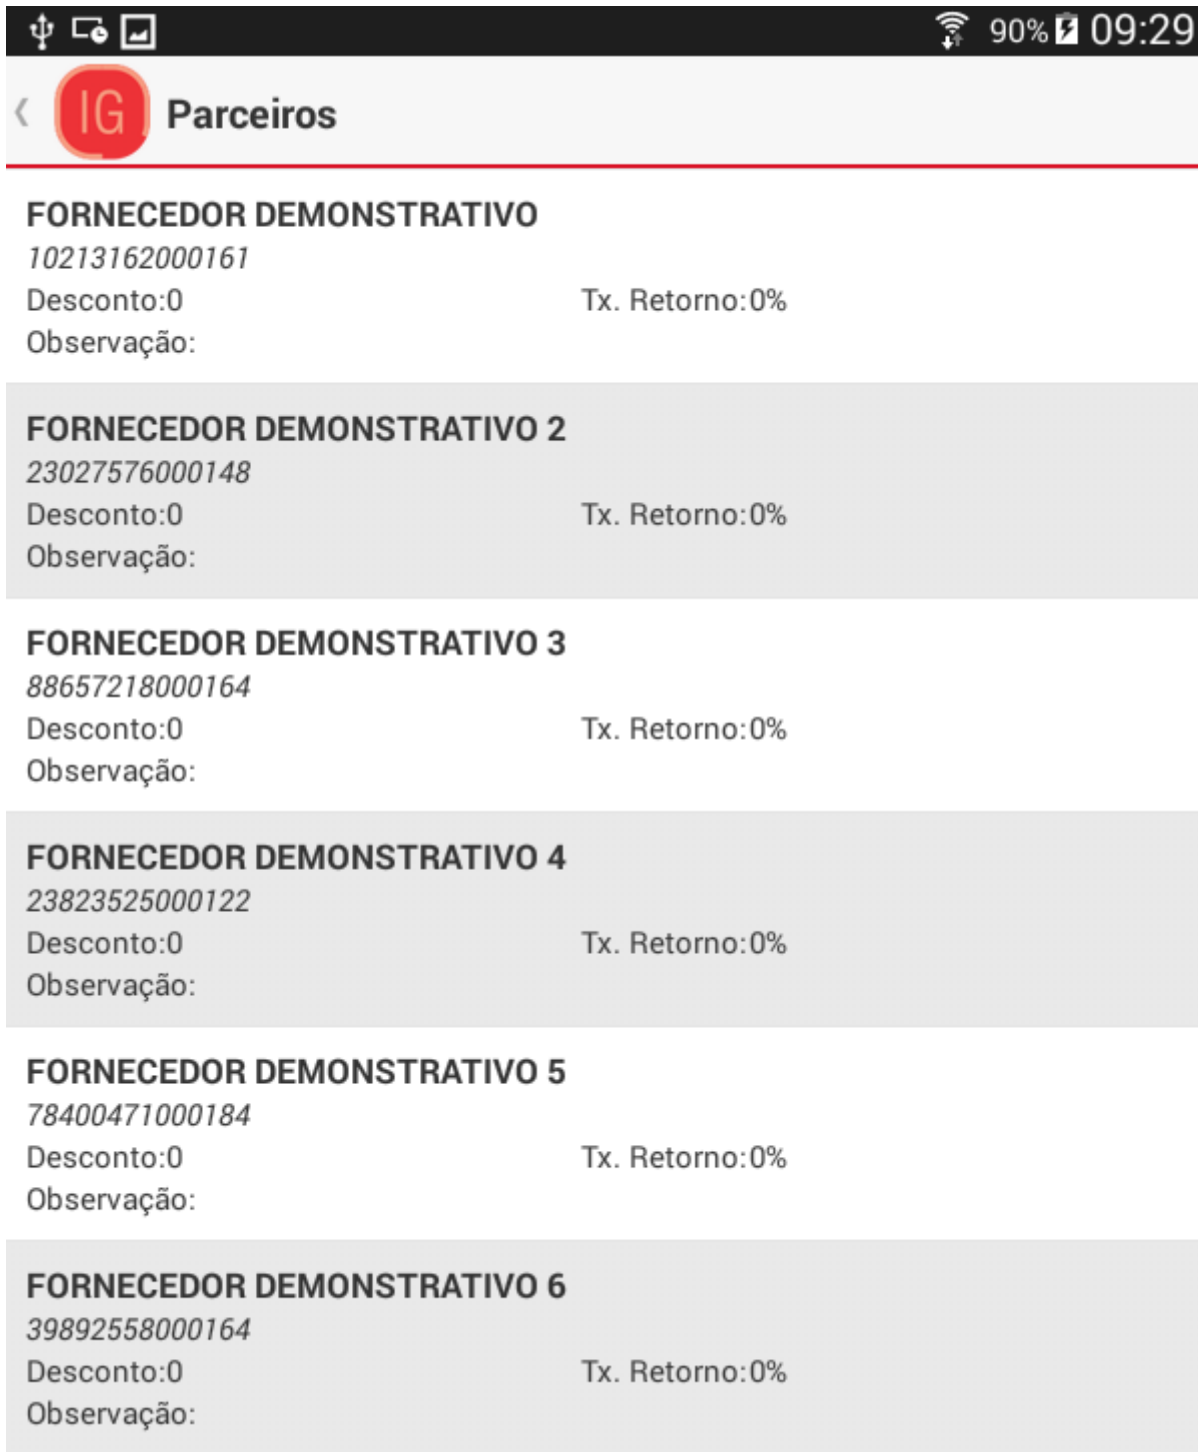 90% 09:29
IG Parceiros
FORNECEDOR DEMONSTRATIVO
10213162000161
Desconto:0 Tx. Retorno:0%
Observação:
FORNECEDOR DEMONSTRATIVO 2
23027576000148
Desconto:0 Tx. Retorno:0%
Observação:
FORNECEDOR DEMONSTRATIVO 3
88657218000164
Desconto:0 Tx. Retorno:0%
Observação:
FORNECEDOR DEMONSTRATIVO 4
23823525000122
Desconto:0 Tx. Retorno:0%
Observação:
FORNECEDOR DEMONSTRATIVO 5
78400471000184
Desconto:0 Tx. Retorno:0%
Observação:
FORNECEDOR DEMONSTRATIVO 6
39892558000164
Desconto:0 Tx. Retorno:0%
Observação: